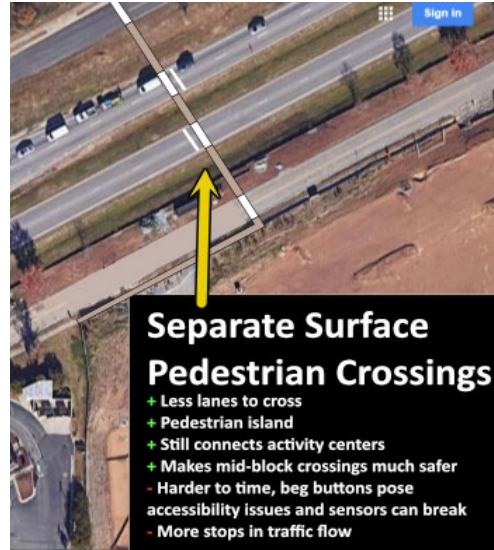 Sign in
Separate Surface
Pedestrian Crossings
+ Less lanes to cross
+ Pedestrian island
+ Still connects activity centers
+ Makes mid-block crossings much safer
- Harder to time, beg buttons pose
accessibility issues and sensors can break
- More stops in traffic flow